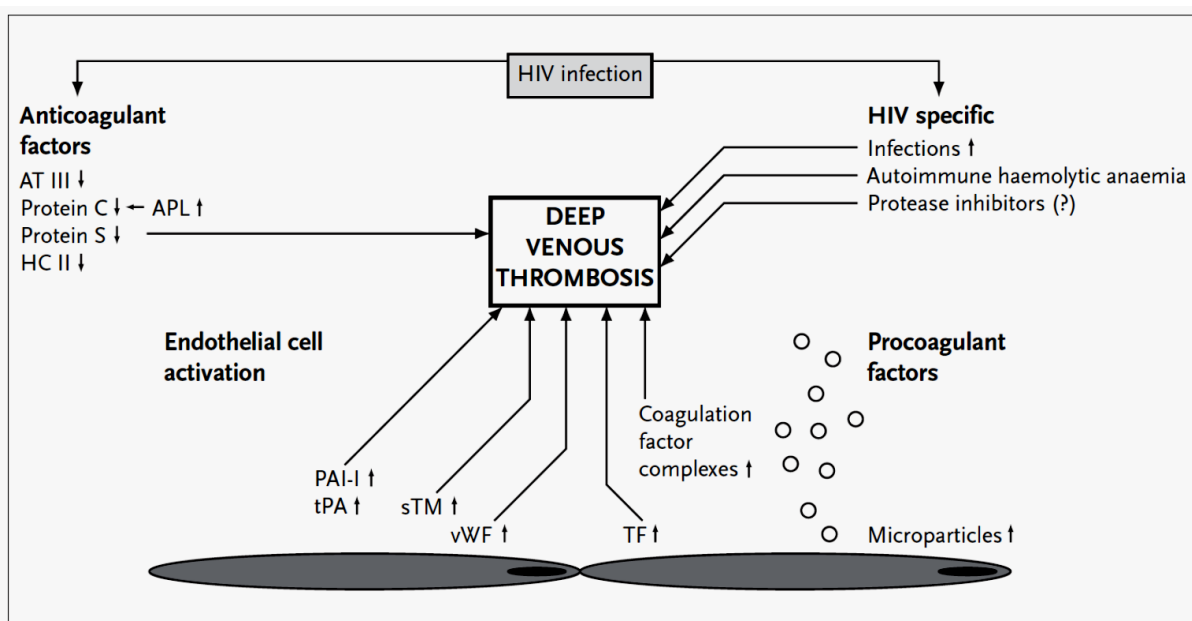 HIV infection
Anticoagulant
factors
AT III ↓
Protein C ↓ ← APL ↑
Protein S ↓
HC II ↓
HIV specific
Infections ↑
Autoimmune haemolytic anaemia
Protease inhibitors (?)
DEEP
VENOUS
THROMBOSIS
Endothelial cell
activation
Procoagulant
factors
Coagulation
factor
complexes ↑
PAI-I ↑
tPA ↑
sTM ↑
vWF ↑
TF ↑
Microparticles ↑